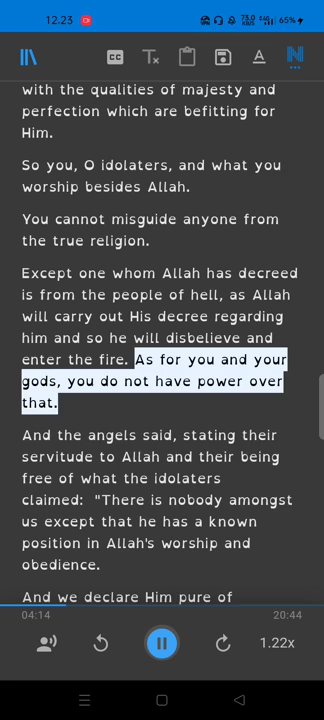 12.23
73.0 KB/S
65%
CC
N
with the qualities of majesty and
perfection which are befitting for
Him.
So you, O idolaters, and what you
worship besides Allah.
You cannot misguide anyone from
the true religion.
Except one whom Allah has decreed
is from the people of hell, as Allah
will carry out His decree regarding
him and so he will disbelieve and
enter the fire. As for you and your
gods, you do not have power over
that.
And the angels said, stating their
servitude to Allah and their being
free of what the idolaters
claimed: "There is nobody amongst
us except that he has a known
position in Allah's worship and
obedience.
And we declare Him pure of
04:14
20:44
1.22x